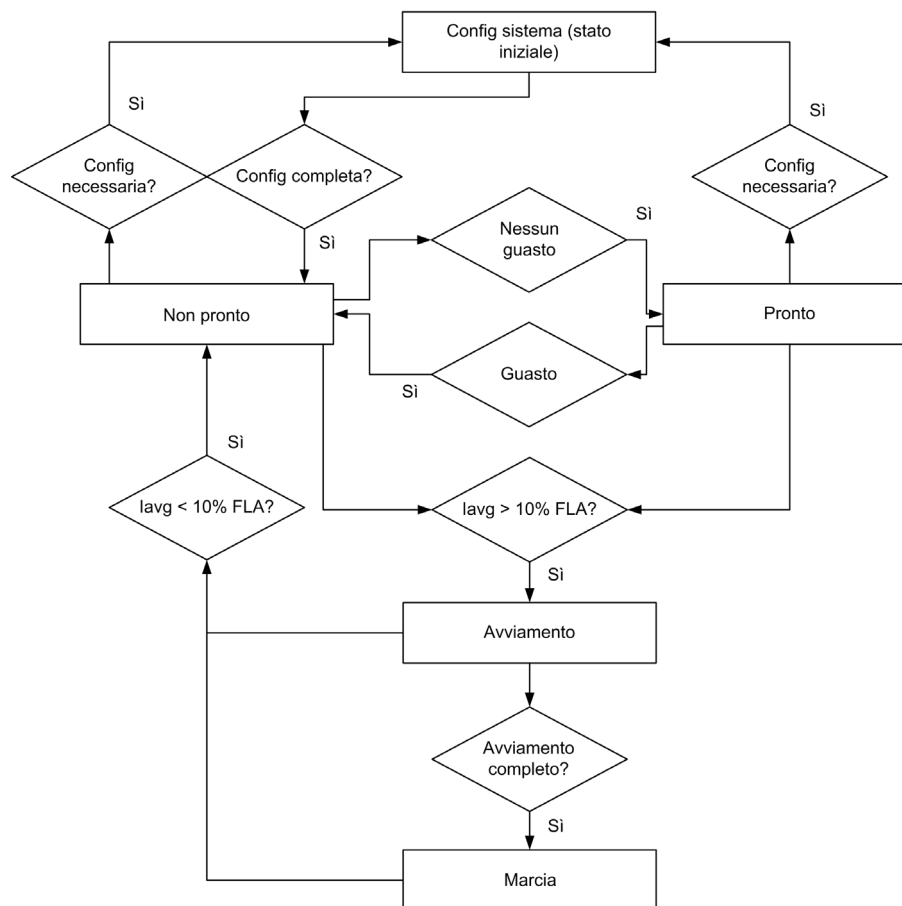 Config sistema (stato
iniziale)
Sì
Sì
Config
necessaria?
Config completa?
Config
necessaria?
Sì
Nessun
guasto
Sì
Non pronto
Pronto
Guasto
Sì
Sì
Iavg < 10% FLA?
Iavg > 10% FLA?
Sì
Avviamento
Avviamento
completo?
Sì
Marcia